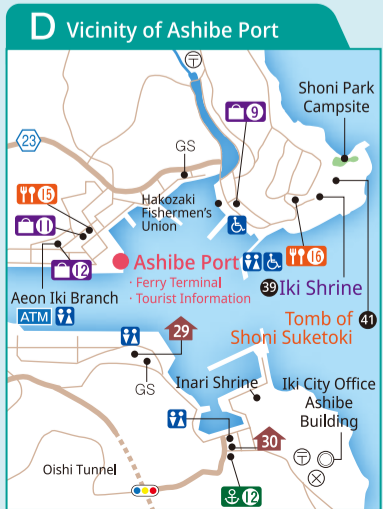 D Vicinity of Ashibe Port
〒
Shoni Park
Campsite
9
23
GS
15
Hakozaki
Fishermen's
Union
11
16
12
Ashibe Port
· Ferry Terminal
· Tourist Information
39 Iki Shrine
Aeon Iki Branch
ATM
Tomb of
Shoni Suketoki
41
29
GS
Inari Shrine
Iki City Office
Ashibe
Building
30
〒
Oishi Tunnel
12